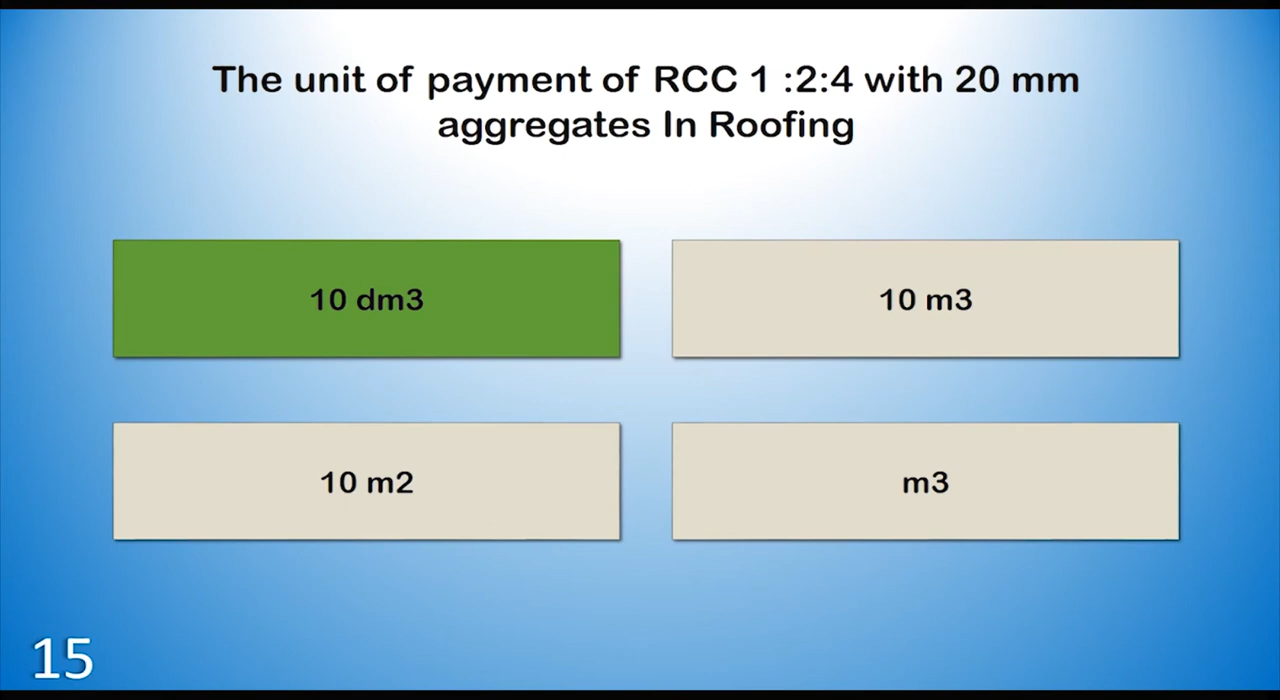 The unit of payment of RCC 1 :2:4 with 20 mm
aggregates In Roofing
10 dm3
10 m3
10 m2
m3
15